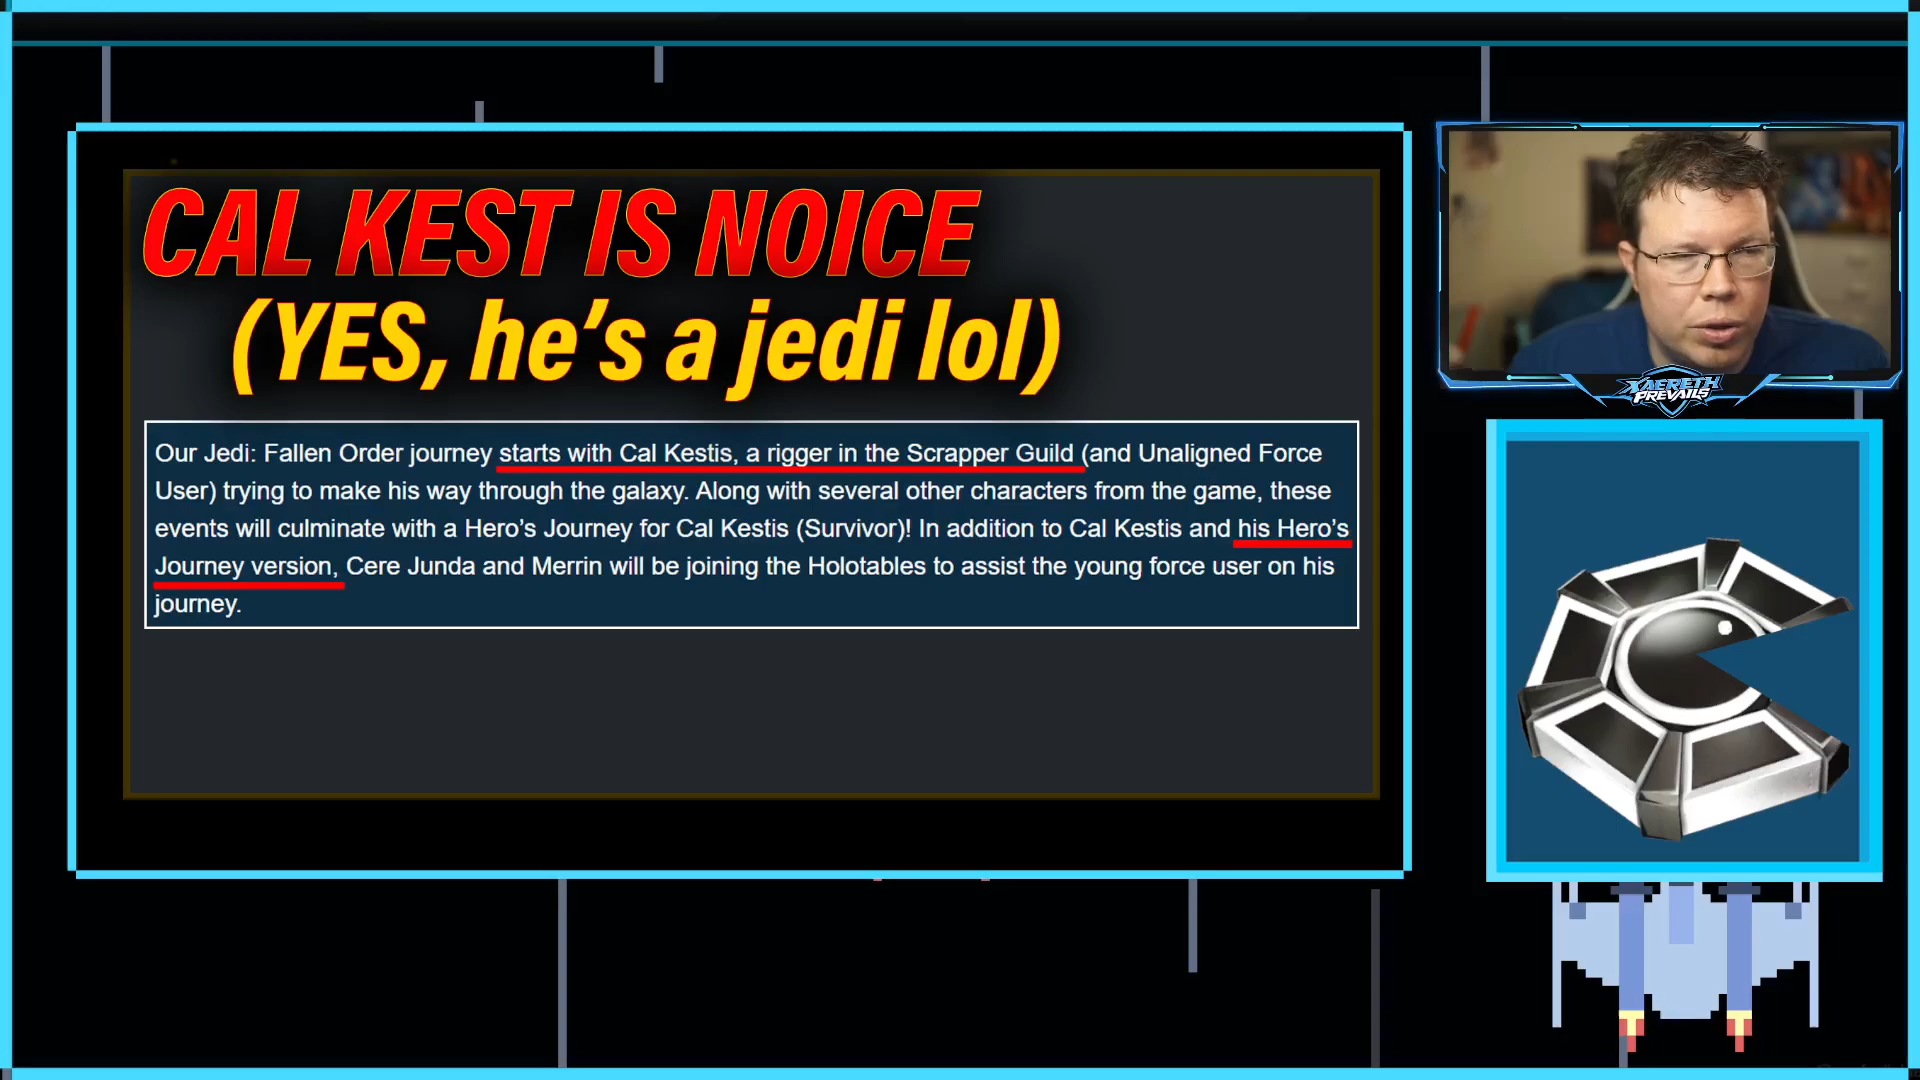 CAL KEST IS NOICE
(YES, he's a jedi lol)
Our Jedi: Fallen Order journey starts with Cal Kestis, a rigger in the Scrapper Guild (and Unaligned Force
User) trying to make his way through the galaxy. Along with several other characters from the game, these
events will culminate with a Hero’s Journey for Cal Kestis (Survivor)! In addition to Cal Kestis and his Hero’s
Journey version, Cere Junda and Merrin will be joining the Holotables to assist the young force user on his
journey.
XAERETH
PREVAILS